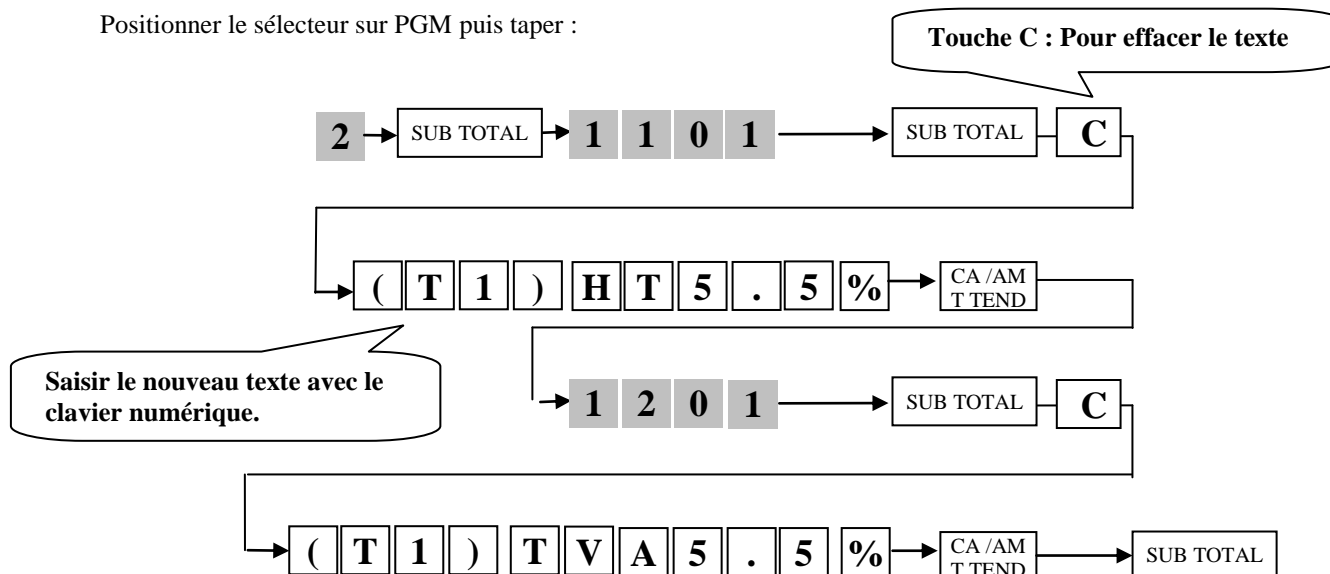 Positionner le sélecteur sur PGM puis taper :
Touche C : Pour effacer le texte
2 SUB TOTAL 1 1 0 1 SUB TOTAL C
( T 1 ) H T 5 . 5 % CA /AM
T TEND
Saisir le nouveau texte avec le
clavier numérique.
1 2 0 1 SUB TOTAL C
( T 1 ) T V A 5 . 5 % CA /AM
T TEND
SUB TOTAL